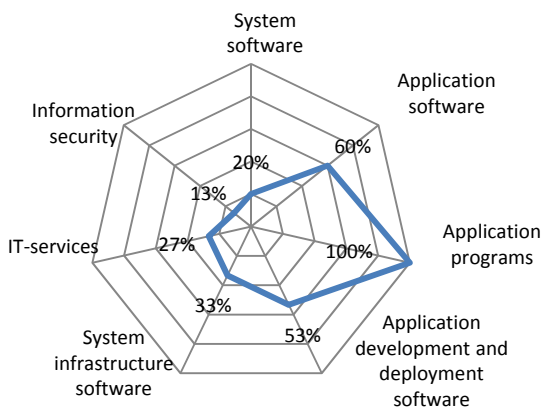 System
software
Application
software
Information
security
60%
20%
13%
IT-services
27%
100%
Application
programs
33%
53%
System
infrastructure
software
Application
development and
deployment
software